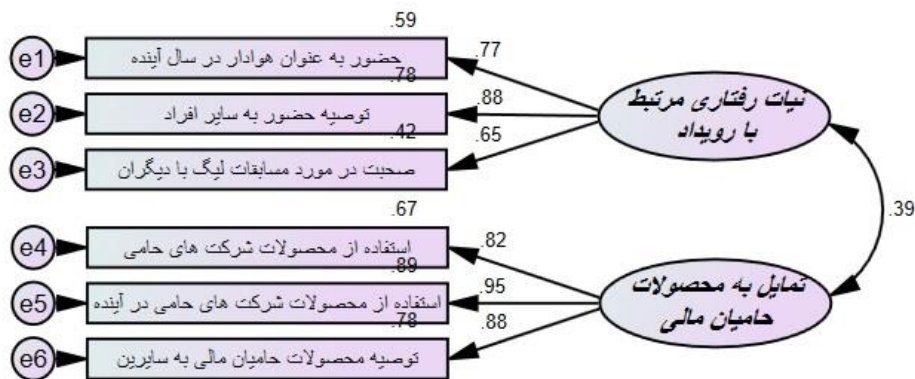 .59
e1
حضور به عنوان هوادار در سال آینده
.77
.78
e2
توصیه حضور به سایر افراد
.88
.42
e3
صحبت در مورد مسابقات لیگ با دیگران
.65
نیات رفتاری مرتبط
با رویداد
.39
.67
e4
استفاده از محصولات شرکت های حامی
.82
.89
e5
استفاده از محصولات شرکت های حامی در آینده
.95
.78
e6
توصیه محصولات حامیان مالی به سایرین
.88
تمایل به محصولات
حامیان مالی